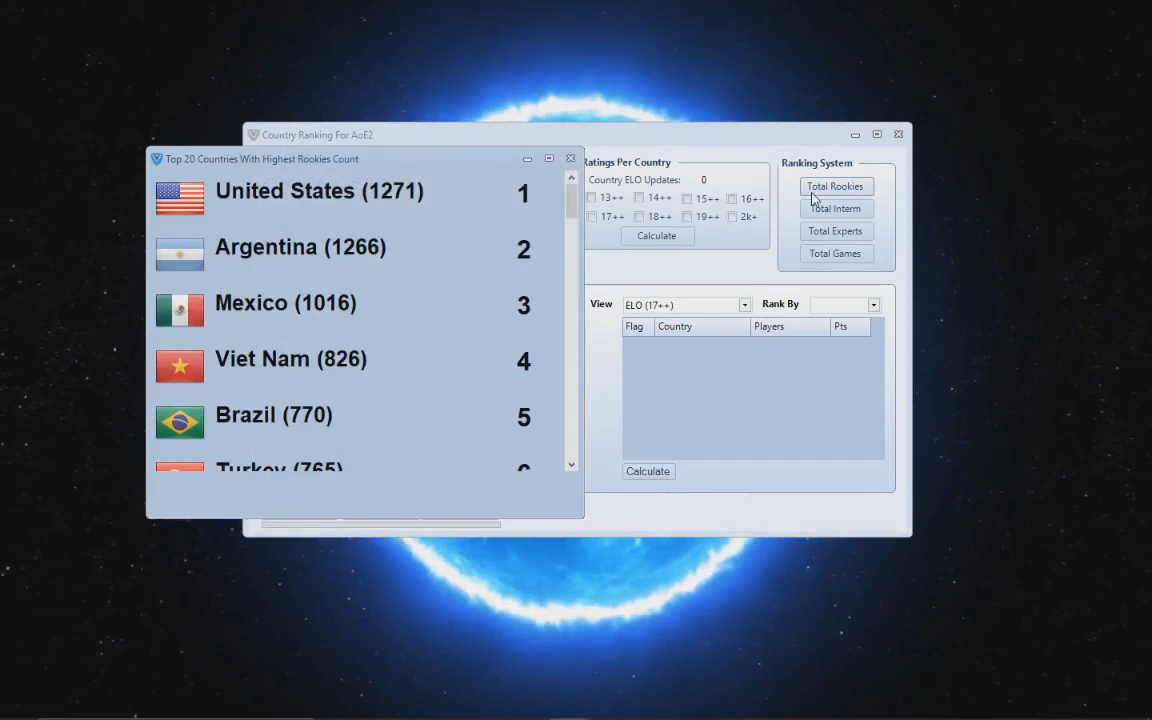 Country Ranking For AoE2
Top 20 Countries With Highest Rookies Count
United States (1271) 1
Argentina (1266) 2
Mexico (1016) 3
Viet Nam (826) 4
Brazil (770) 5
Turkey (765) 6
Ratings Per Country
Country ELO Updates: 0
13++ 14++ 15++ 16++
17++ 18++ 19++ 2k+
Calculate
Ranking System
Total Rookies
Total Interm
Total Experts
Total Games
View ELO (17++) Rank By
Flag Country Players Pts
Calculate